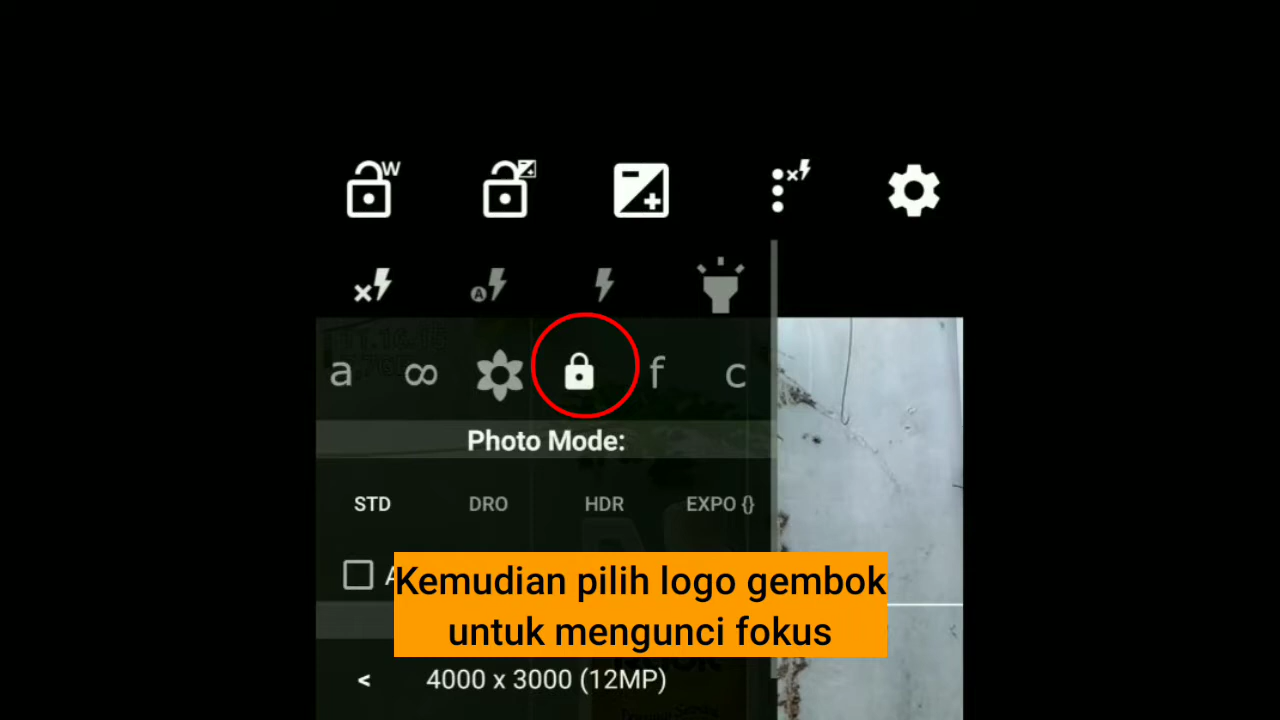 W
A
a ∞ f c
Photo Mode:
STD DRO HDR EXPO {}
Kemudian pilih logo gembok
untuk mengunci fokus
< 4000 x 3000 (12MP)